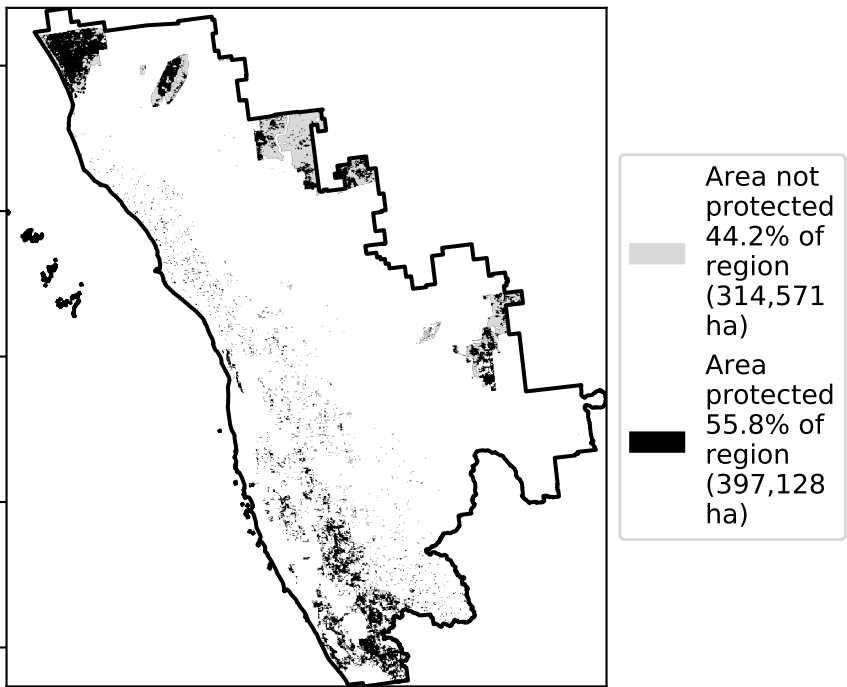 Area not
protected
44.2% of
region
(314,571
ha)
Area
protected
55.8% of
region
(397,128
ha)